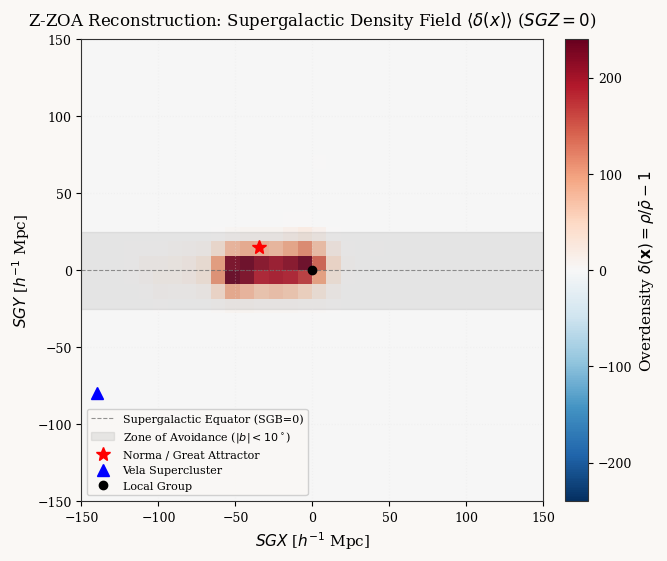 Z-ZOA Reconstruction: Supergalactic Density Field ⟨δ(x)⟩ (SGZ = 0)
150
100
50
0
−50
−100
−150
−150
−100
−50
0
50
100
150
SGY [h⁻¹ Mpc]
SGX [h⁻¹ Mpc]
Supergalactic Equator (SGB=0)
Zone of Avoidance (|b| < 10°)
Norma / Great Attractor
Vela Supercluster
Local Group
200
100
0
−100
−200
Overdensity δ(𝐱) = ρ/ρ̄ − 1